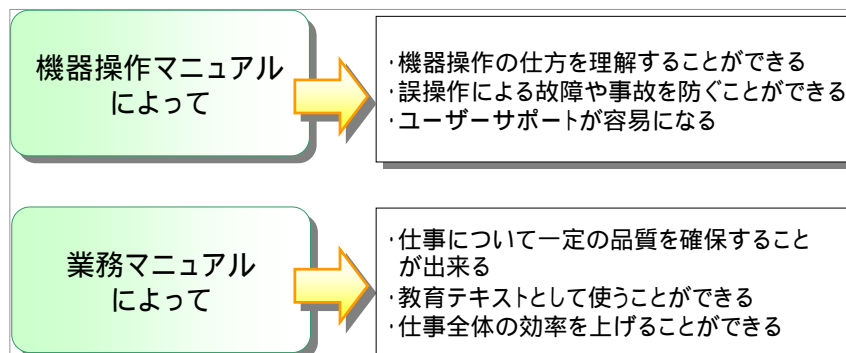 機器操作マニュアル
によって
・機器操作の仕方を理解することができる
・誤操作による故障や事故を防ぐことができる
・ユーザーサポートが容易になる
業務マニュアル
によって
・仕事について一定の品質を確保すること
が出来る
・教育テキストとして使うことができる
・仕事全体の効率を上げることができる